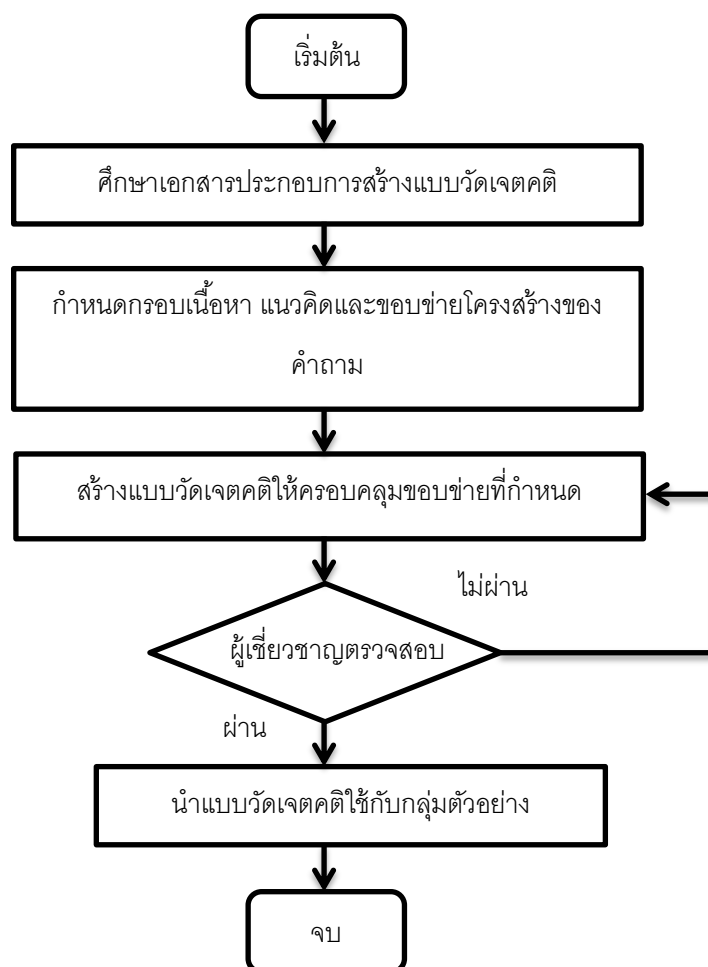 เริ่มต้น
ศึกษาเอกสารประกอบการสร้างแบบวัดเจตคติ
กำหนดกรอบเนื้อหา แนวคิดและขอบข่ายโครงสร้างของ
คำถาม
สร้างแบบวัดเจตคติให้ครอบคลุมขอบข่ายที่กำหนด
ไม่ผ่าน
ผู้เชี่ยวชาญตรวจสอบ
ผ่าน
นำแบบวัดเจตคติใช้กับกลุ่มตัวอย่าง
จบ